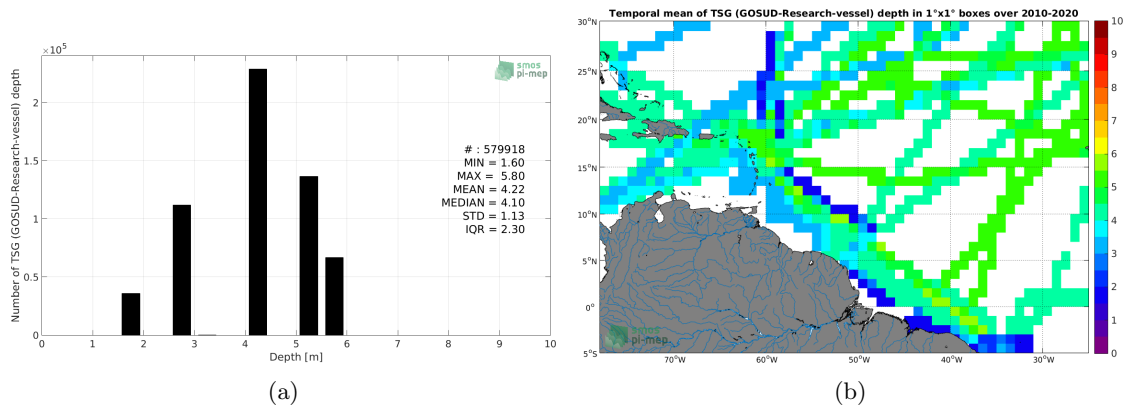 ×10⁵
2
1.5
1
0.5
0
Number of TSG (GOSUD-Research-vessel) depth
0 1 2 3 4 5 6 7 8 9 10
Depth [m]
smos
pi-mep
# : 579918
MIN = 1.60
MAX = 5.80
MEAN = 4.22
MEDIAN = 4.10
STD = 1.13
IQR = 2.30
(a)
Temporal mean of TSG (GOSUD-Research-vessel) depth in 1°x1° boxes over 2010-2020
30°N
25°N
20°N
15°N
10°N
5°N
0°
5°S
70°W 60°W 50°W 40°W 30°W
smos
pi-mep
10
9
8
7
6
5
4
3
2
1
0
(b)